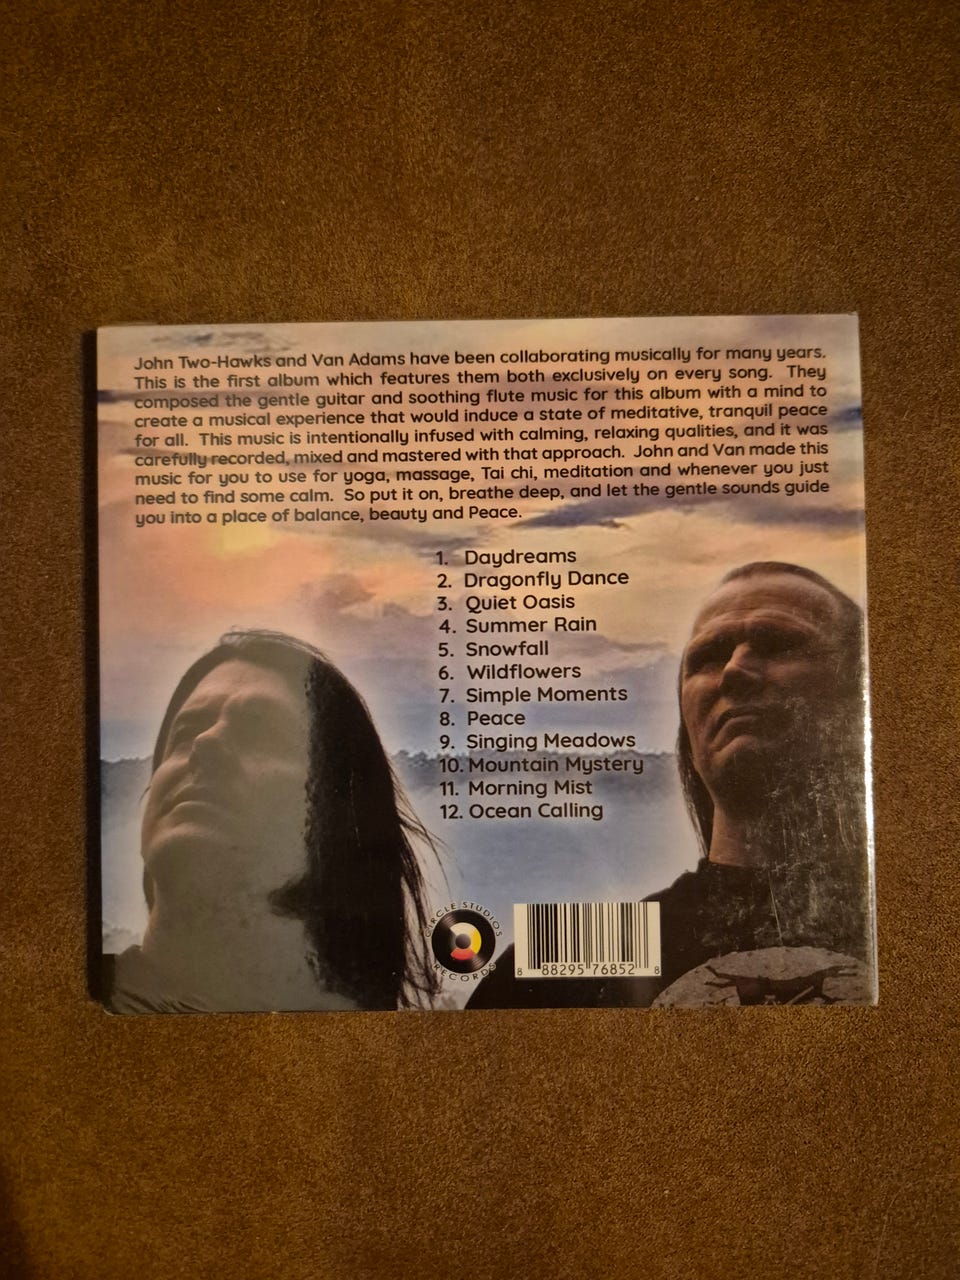 John Two-Hawks and Van Adams have been collaborating musically for many years.
This is the first album which features them both exclusively on every song. They
composed the gentle guitar and soothing flute music for this album with a mind to
create a musical experience that would induce a state of meditative, tranquil peace
for all. This music is intentionally infused with calming, relaxing qualities, and it was
carefully recorded, mixed and mastered with that approach. John and Van made this
music for you to use for yoga, massage, Tai chi, meditation and whenever you just
need to find some calm. So put it on, breathe deep, and let the gentle sounds guide
you into a place of balance, beauty and Peace.
1. Daydreams
2. Dragonfly Dance
3. Quiet Oasis
4. Summer Rain
5. Snowfall
6. Wildflowers
7. Simple Moments
8. Peace
9. Singing Meadows
10. Mountain Mystery
11. Morning Mist
12. Ocean Calling
CIRCLE STUDIOS
RECORDS
8 88295 76852 8